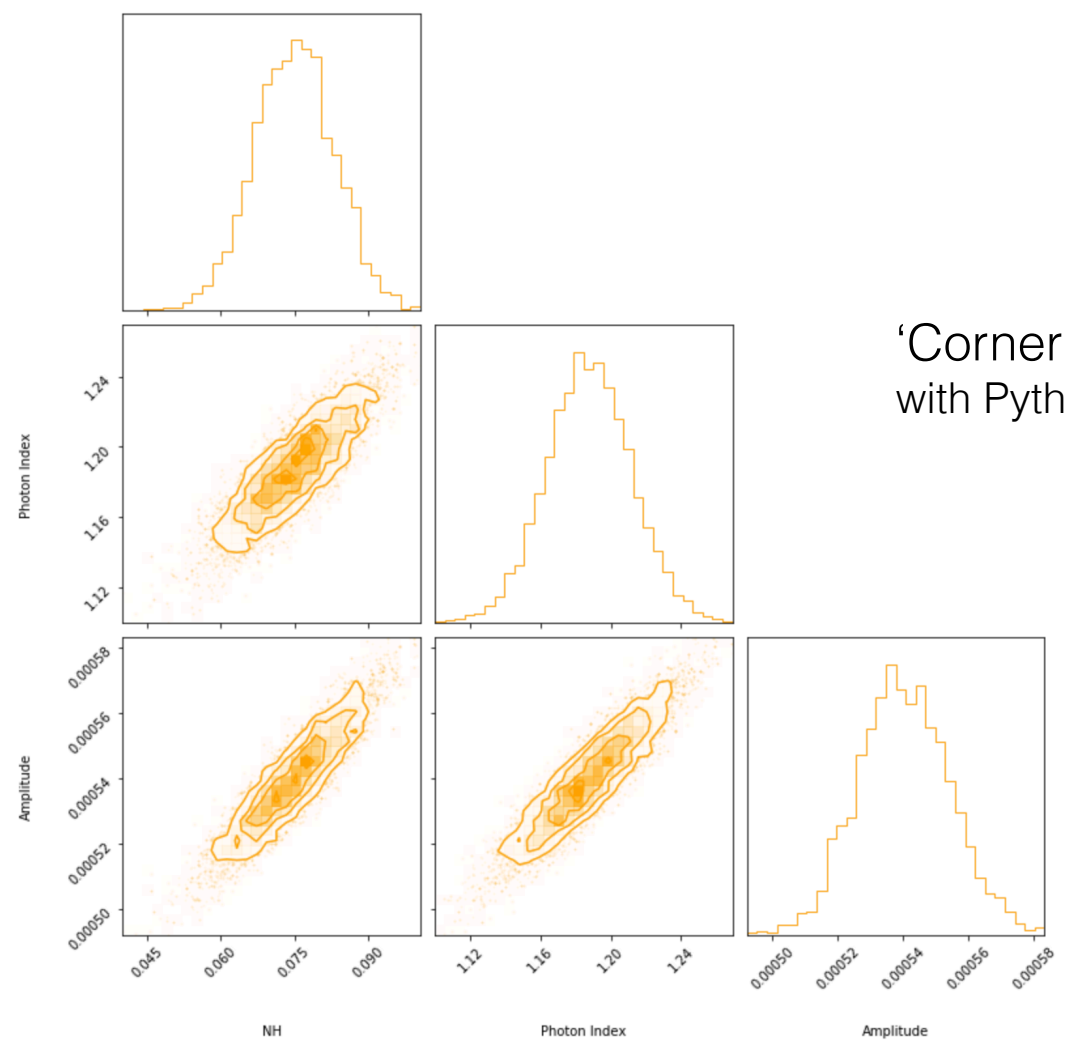 ‘Corner
with Pyth
Photon Index
1.24
1.20
1.16
1.12
Amplitude
0.00058
0.00056
0.00054
0.00052
0.00050
0.045 0.060 0.075 0.090
1.12 1.16 1.20 1.24
0.00050 0.00052 0.00054 0.00056 0.00058
NH Photon Index Amplitude